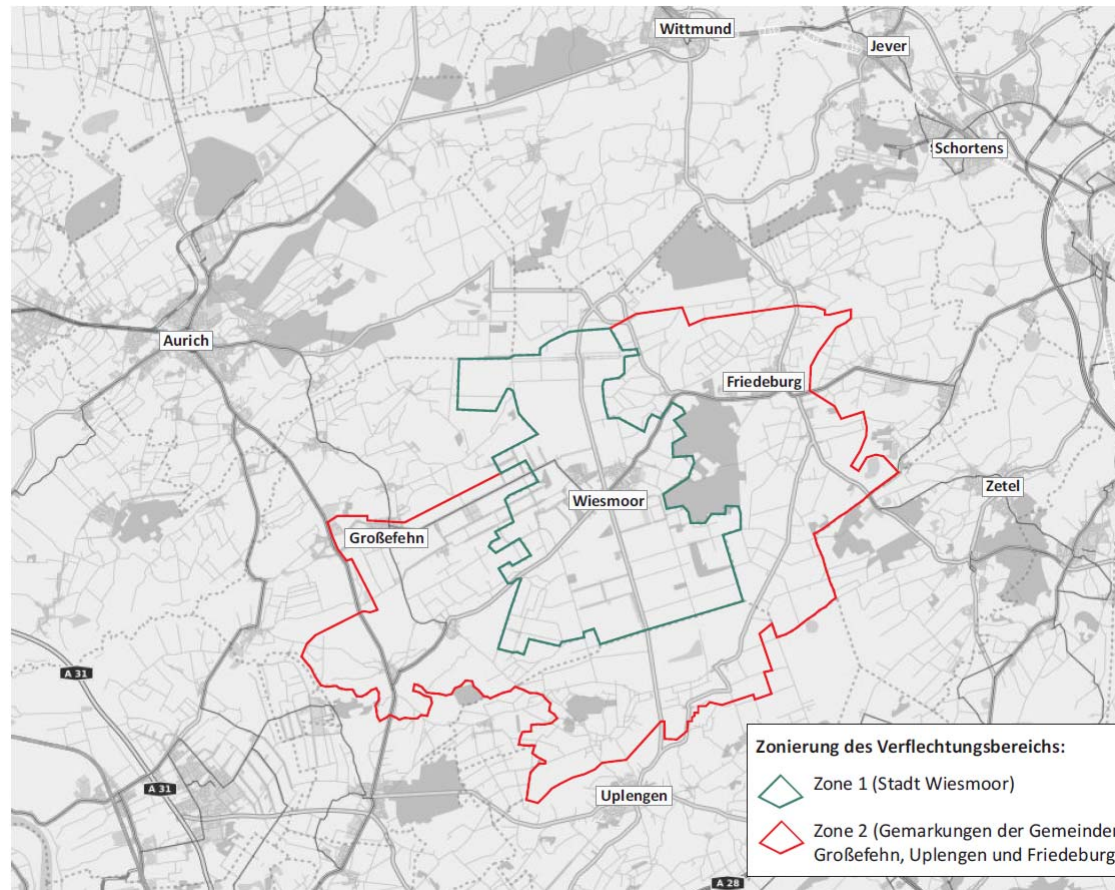 Wittmund
Jever
Schortens
Aurich
Friedeburg
Zetel
Wiesmoor
Großefehn
A 31
Zonierung des Verflechtungsbereichs:
Zone 1 (Stadt Wiesmoor)
A 31
Uplengen
Zone 2 (Gemarkungen der Gemeinden
Großefehn, Uplengen und Friedeburg
A 28